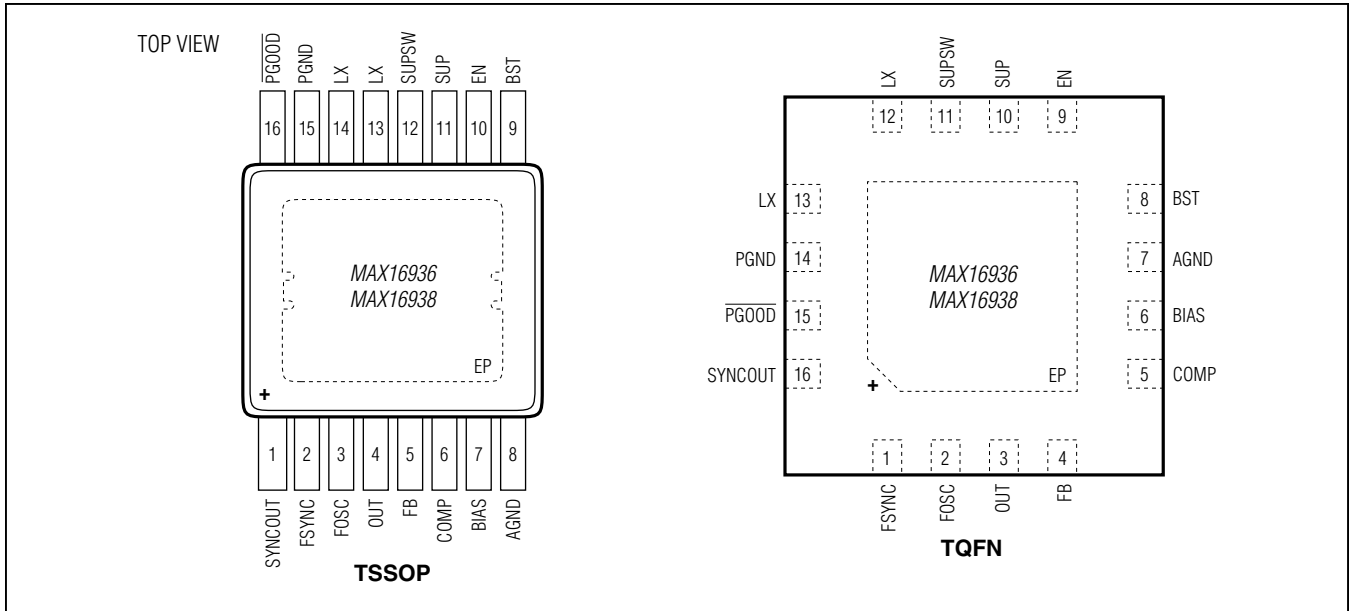 TOP VIEW
PGOOD
PGND
LX
LX
SUPSW
SUP
EN
BST
16 15 14 13 12 11 10 9
MAX16936
MAX16938
EP
+
1 2 3 4 5 6 7 8
SYNCOUT
FSYNC
FOSC
OUT
FB
COMP
BIAS
AGND
TSSOP
LX
SUPSW
SUP
EN
12 11 10 9
LX 13
PGND 14
PGOOD 15
SYNCOUT 16
MAX16936
MAX16938
8 BST
7 AGND
6 BIAS
5 COMP
EP
+
1 2 3 4
FSYNC
FOSC
OUT
FB
TQFN